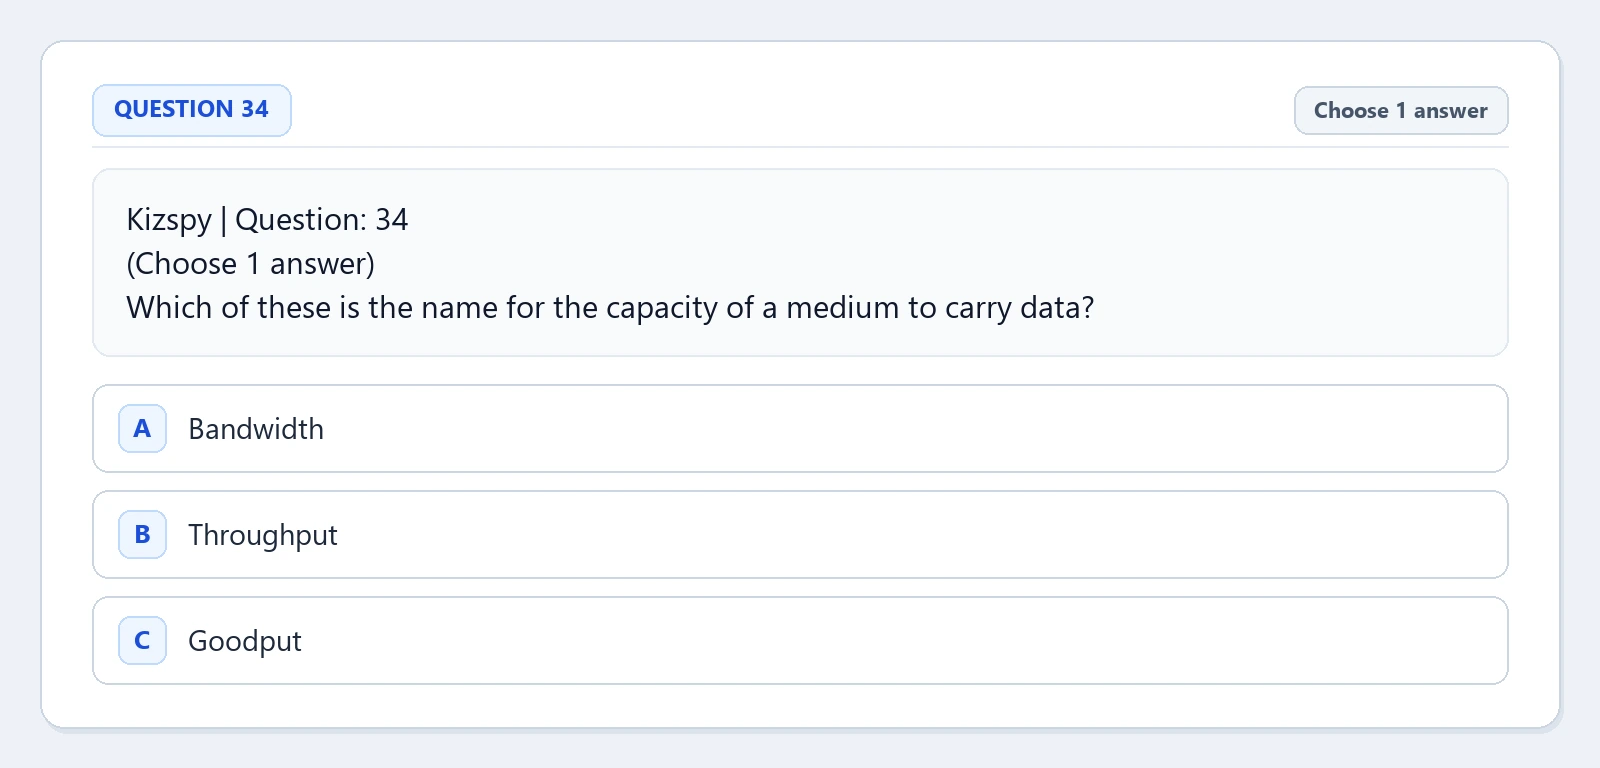 QUESTION 34
Choose 1 answer
Kizspy | Question: 34
(Choose 1 answer)
Which of these is the name for the capacity of a medium to carry data?
A Bandwidth
B Throughput
C Goodput